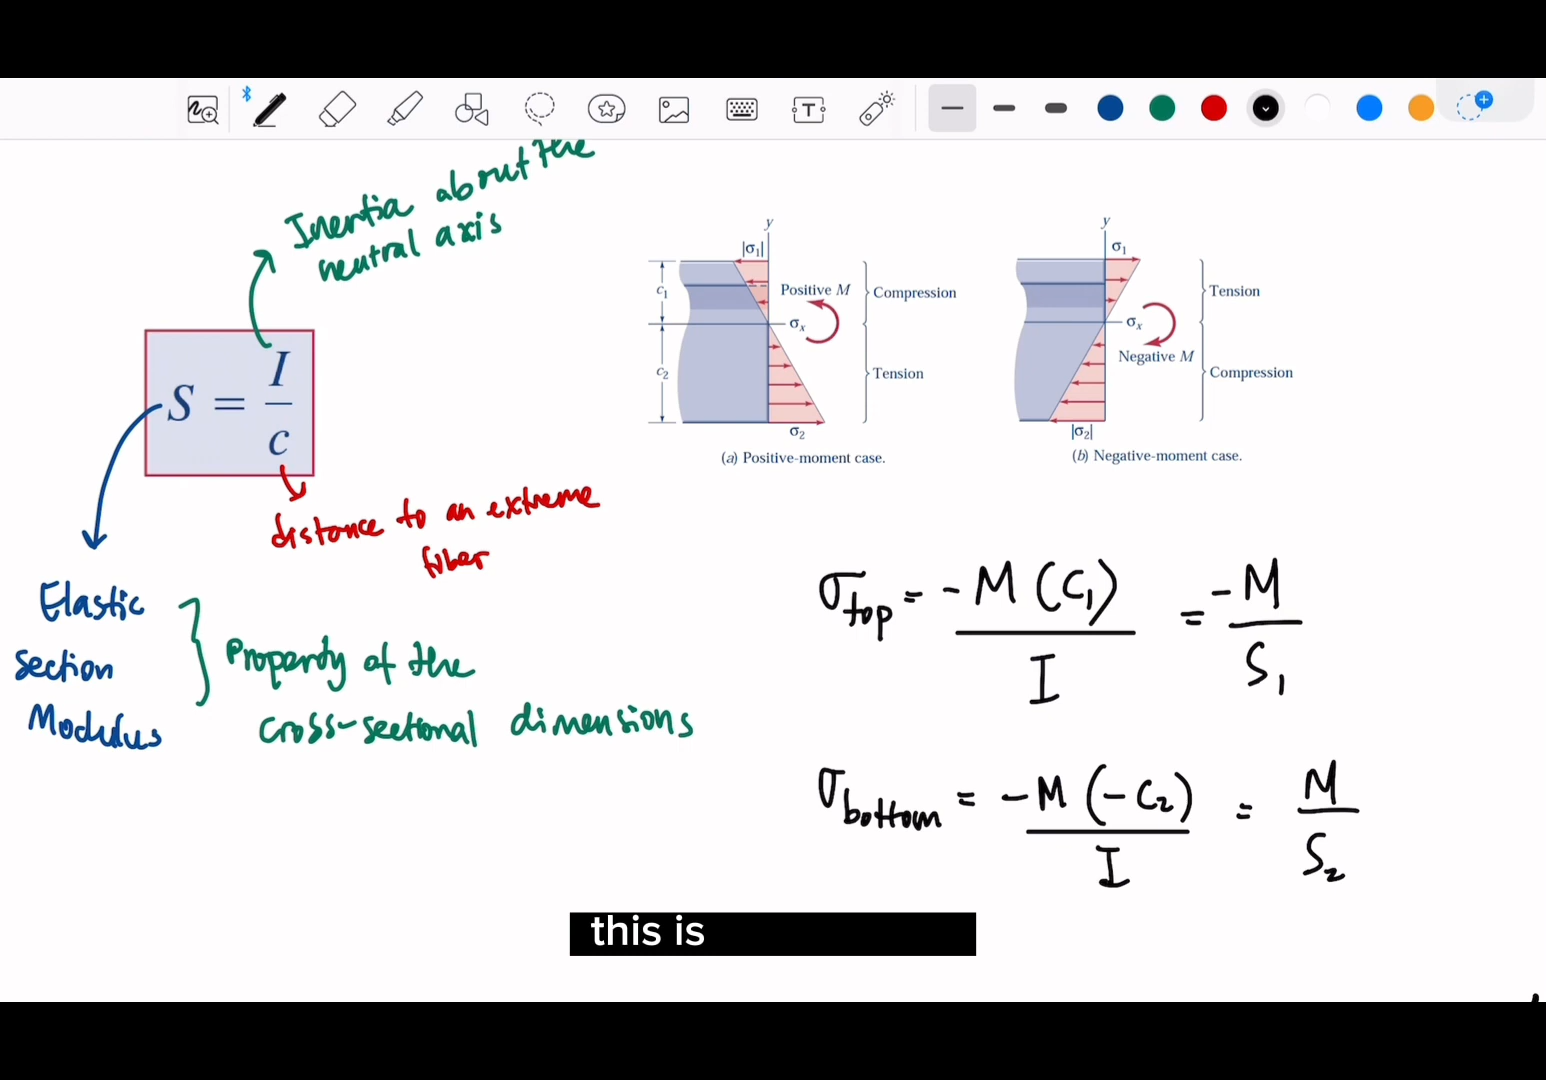 Inertia about the
neutral axis
S = I / c
distance to an extreme
fiber
Elastic
Section
Modulus
Property of the
cross-sectional dimensions
y
|σ1|
c1
Positive M
Compression
σx
c2
Tension
σ2
(a) Positive-moment case.
y
σ1
Tension
σx
Negative M
Compression
|σ2|
(b) Negative-moment case.
σtop = -M (C1) / I = -M / S1
σbottom = -M (-C2) / I = M / S2
this is